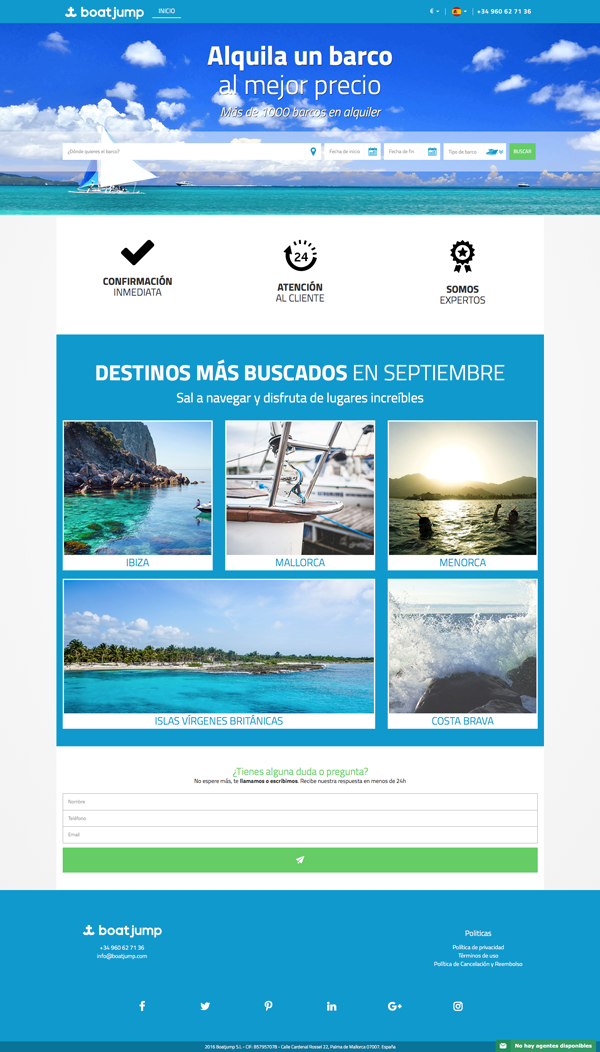 boatjump
INICIO
€
+34 960 62 71 36
Alquila un barco
al mejor precio
Más de 1000 barcos en alquiler
¿Dónde quieres el barco?
Fecha de inicio
Fecha de fin
Tipo de barco
BUSCAR
CONFIRMACIÓN
INMEDIATA
24
ATENCIÓN
AL CLIENTE
SOMOS
EXPERTOS
DESTINOS MÁS BUSCADOS EN SEPTIEMBRE
Sal a navegar y disfruta de lugares increíbles
IBIZA
MALLORCA
MENORCA
ISLAS VÍRGENES BRITÁNICAS
COSTA BRAVA
¿Tienes alguna duda o pregunta?
No espere más, te llamamos o escribimos. Recibe nuestra respuesta en menos de 24h
Nombre
Teléfono
Email
boatjump
+34 960 62 71 36
info@boatjump.com
Políticas
Política de privacidad
Términos de uso
Política de Cancelación y Reembolso
2016 Boatjump S.L - CIF: B57957078 - Calle Cardenal Rossel 22, Palma de Mallorca 07007. España
No hay agentes disponibles